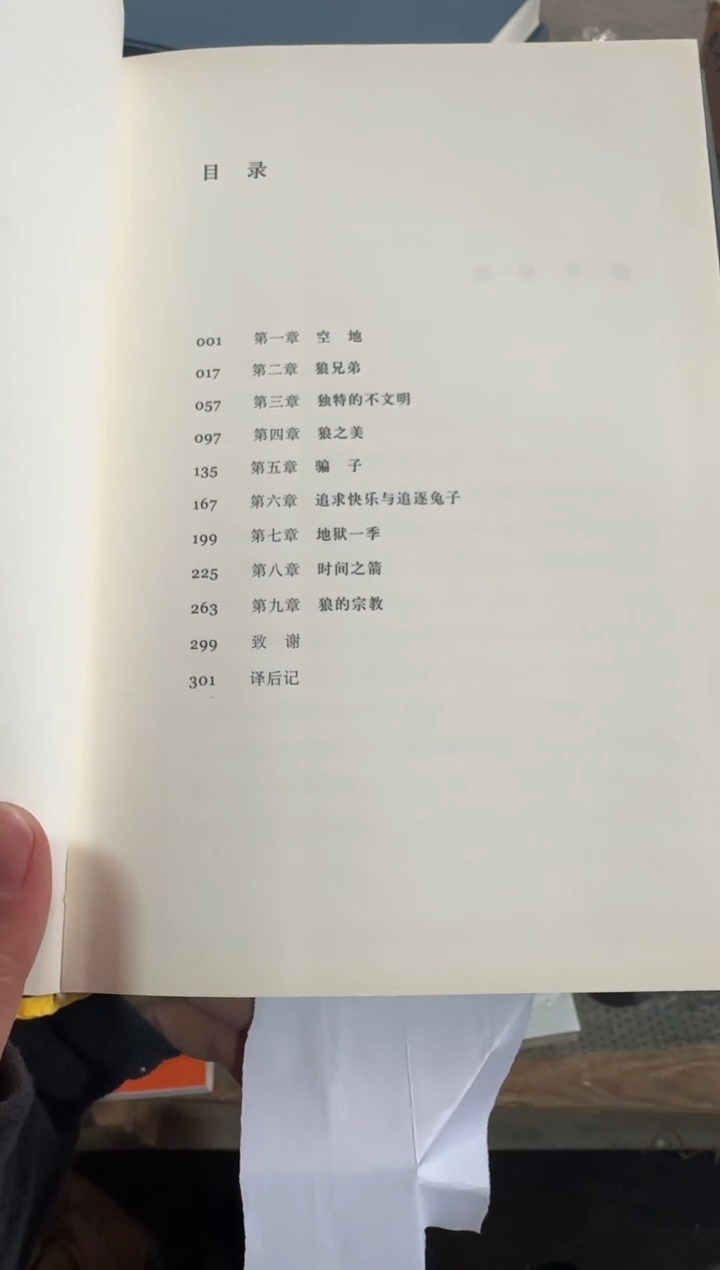 目 录
001 第一章 空 地
017 第二章 狼兄弟
057 第三章 独特的不文明
097 第四章 狼之美
135 第五章 骗 子
167 第六章 追求快乐与追逐兔子
199 第七章 地狱一季
225 第八章 时间之箭
263 第九章 狼的宗教
299 致 谢
301 译后记